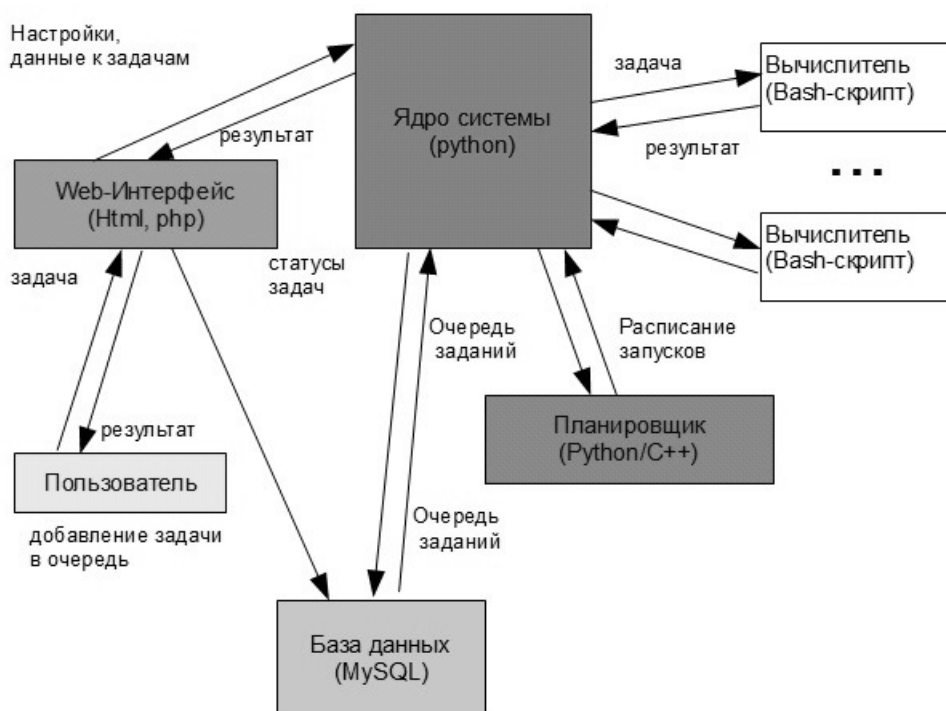 Настройки,
данные к задачам
результат
Ядро системы
(python)
задача
результат
Вычислитель
(Bash-скрипт)
...
Вычислитель
(Bash-скрипт)
Web-Интерфейс
(Html, php)
задача
статусы
задач
Очередь
заданий
Расписание
запусков
Планировщик
(Python/C++)
результат
Пользователь
добавление задачи
в очередь
Очередь
заданий
База данных
(MySQL)